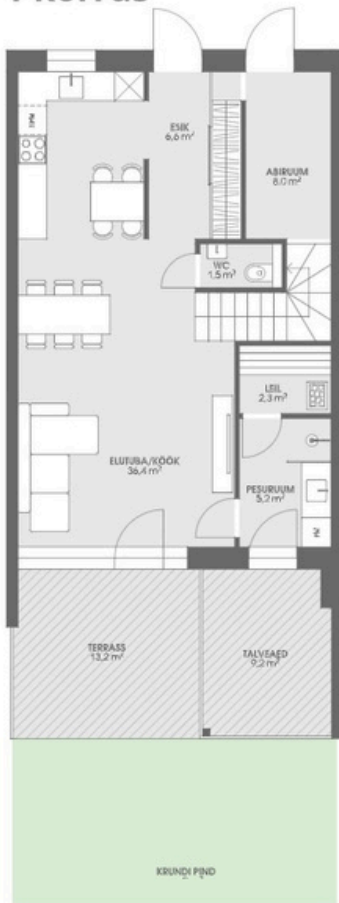 ESIK
6,6 m²
ABIRUUM
8,0 m²
WC
1,5 m²
LEIL
2,3 m²
ELUTUBA/KÖÖK
36,4 m²
PESURUUM
5,2 m²
PM
TERRASS
13,2 m²
TALVEAED
9,2 m²
KRUNDI PIND